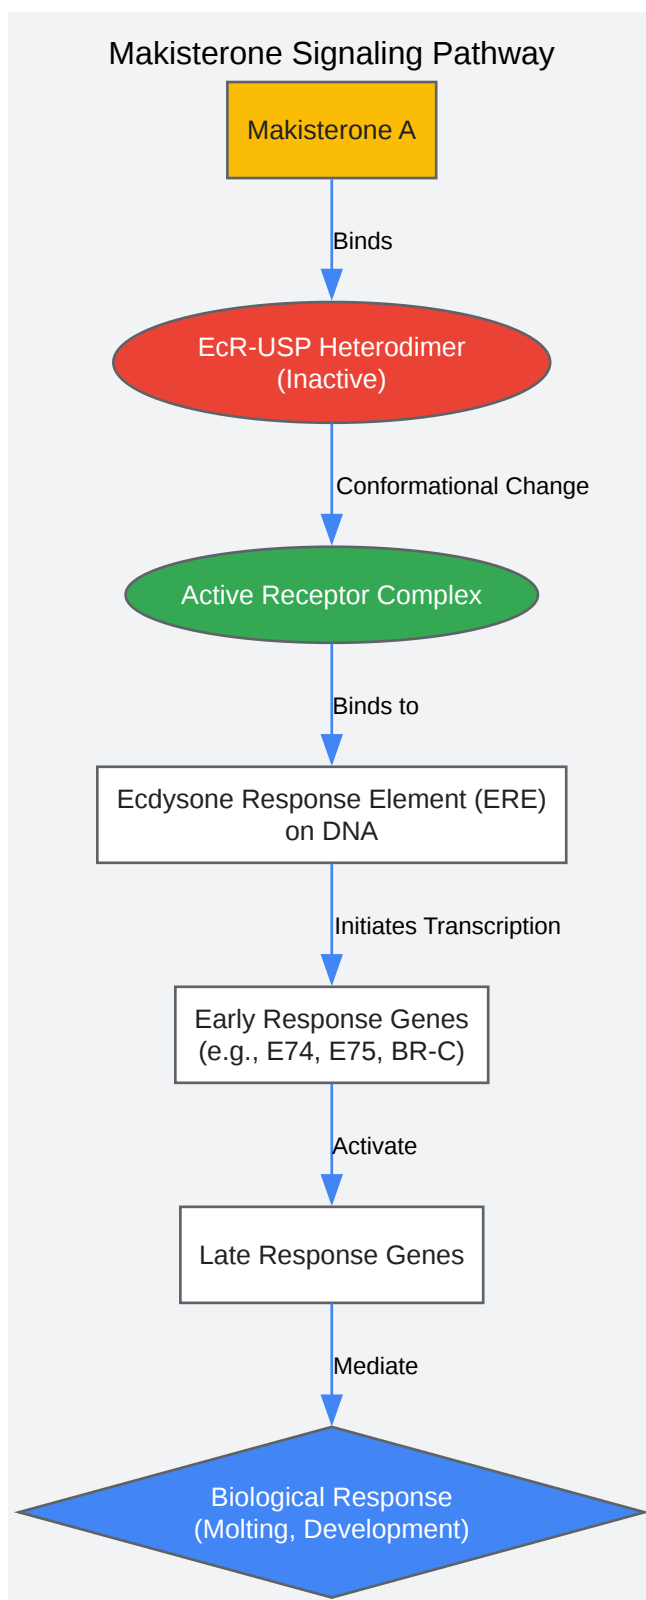 Makisterone Signaling Pathway
Makisterone A
Binds
EcR-USP Heterodimer
(Inactive)
Conformational Change
Active Receptor Complex
Binds to
Ecdysone Response Element (ERE)
on DNA
Initiates Transcription
Early Response Genes
(e.g., E74, E75, BR-C)
Activate
Late Response Genes
Mediate
Biological Response
(Molting, Development)